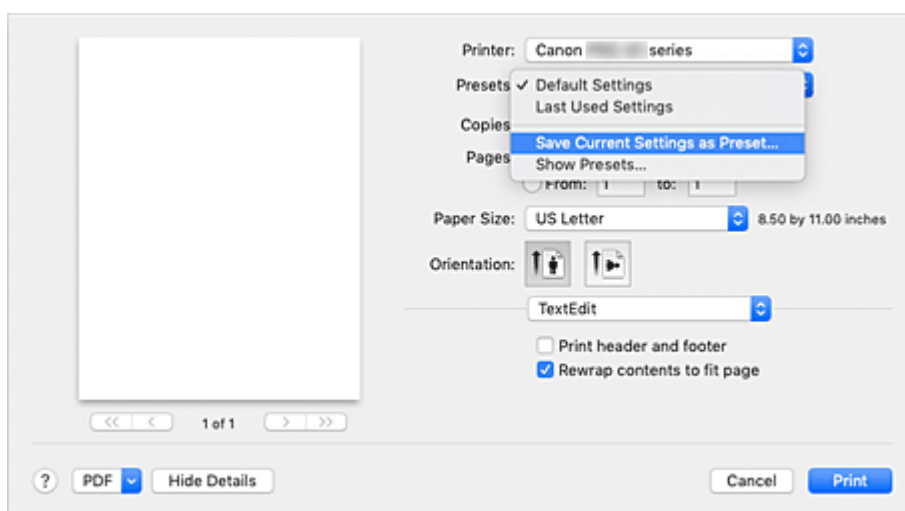 Printer: Canon series
Presets ✓ Default Settings
Last Used Settings
Copies
Save Current Settings as Preset...
Pages
Show Presets...
From: 1 to: 1
Paper Size: US Letter 8.50 by 11.00 inches
Orientation:
TextEdit
Print header and footer
Rewrap contents to fit page
<< < 1 of 1 > >>
? PDF Hide Details Cancel Print